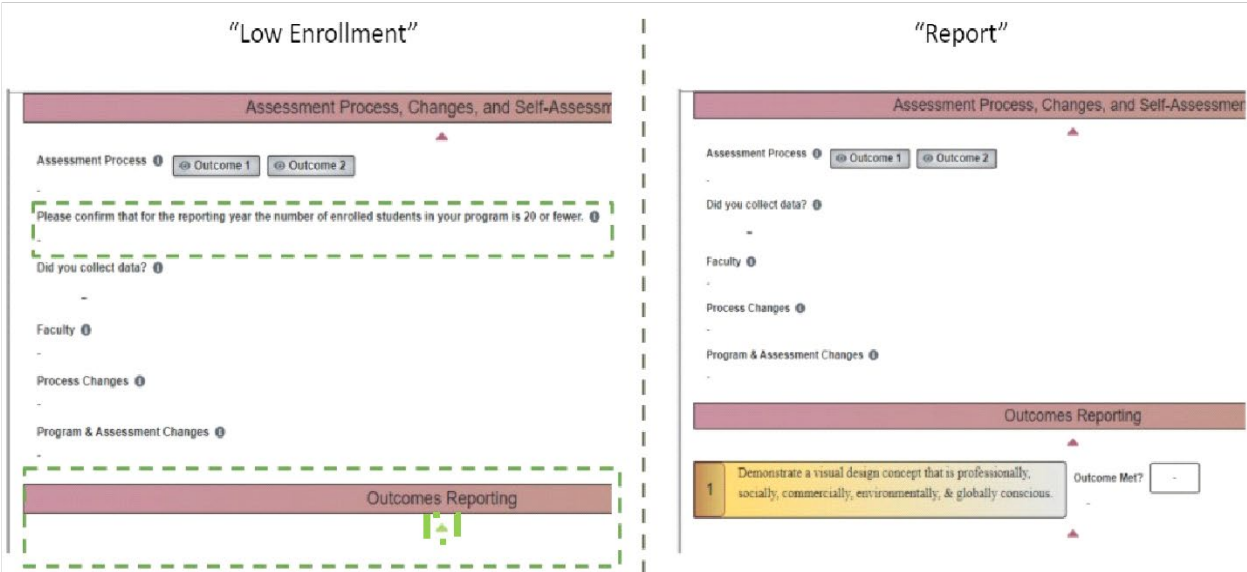 “Low Enrollment”
Assessment Process, Changes, and Self-Assessm
Assessment Process
Outcome 1
Outcome 2
-
Please confirm that for the reporting year the number of enrolled students in your program is 20 or fewer.
-
Did you collect data?
-
Faculty
-
Process Changes
-
Program & Assessment Changes
-
Outcomes Reporting
“Report”
Assessment Process, Changes, and Self-Assessmen
Assessment Process
Outcome 1
Outcome 2
-
Did you collect data?
-
Faculty
-
Process Changes
-
Program & Assessment Changes
-
Outcomes Reporting
1
Demonstrate a visual design concept that is professionally,
socially, commercially, environmentally, & globally conscious.
Outcome Met?
-
-